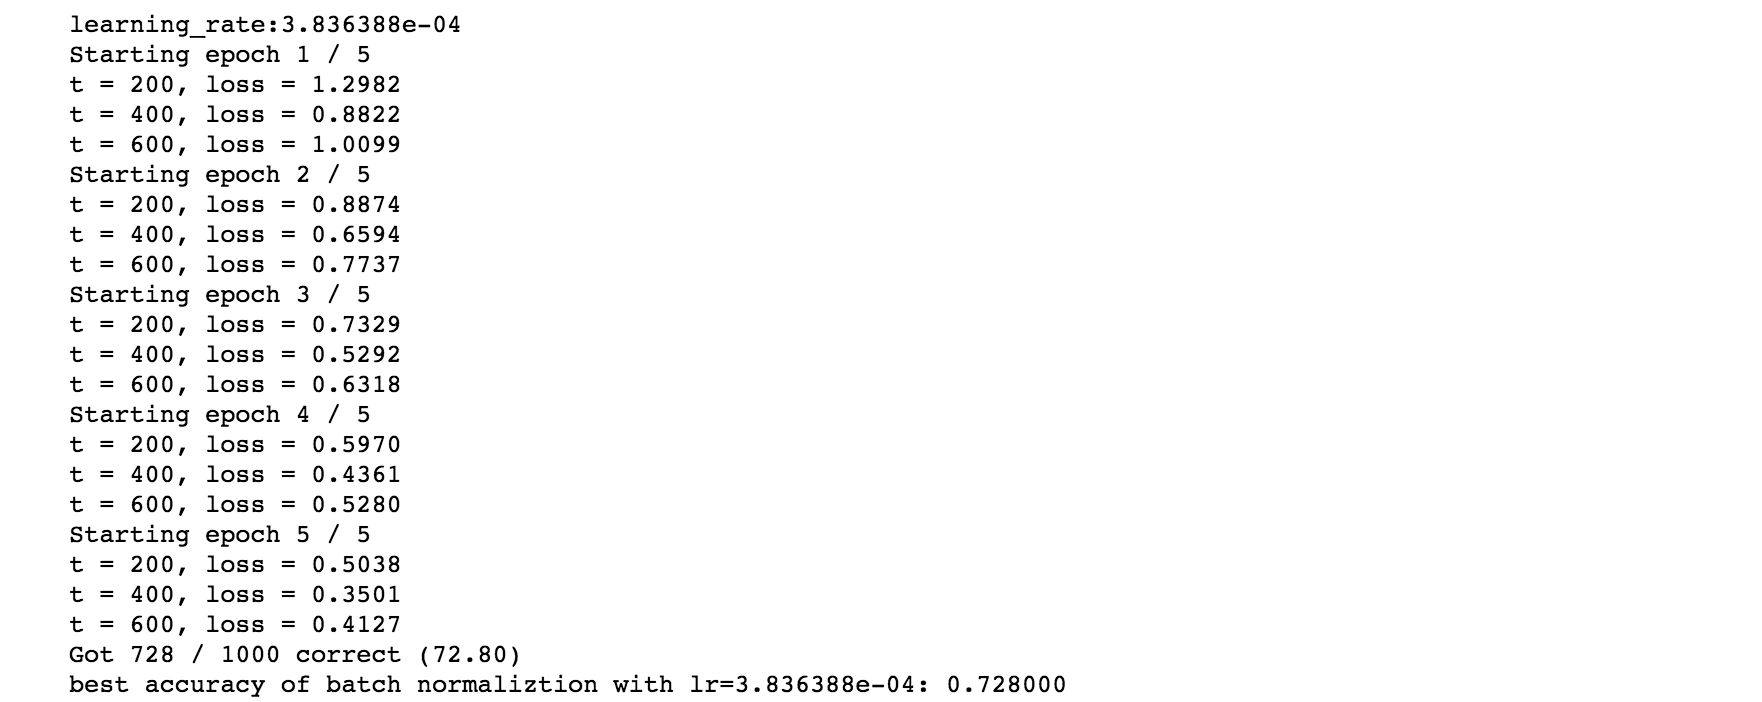 learning_rate:3.836388e-04
Starting epoch 1 / 5
t = 200, loss = 1.2982
t = 400, loss = 0.8822
t = 600, loss = 1.0099
Starting epoch 2 / 5
t = 200, loss = 0.8874
t = 400, loss = 0.6594
t = 600, loss = 0.7737
Starting epoch 3 / 5
t = 200, loss = 0.7329
t = 400, loss = 0.5292
t = 600, loss = 0.6318
Starting epoch 4 / 5
t = 200, loss = 0.5970
t = 400, loss = 0.4361
t = 600, loss = 0.5280
Starting epoch 5 / 5
t = 200, loss = 0.5038
t = 400, loss = 0.3501
t = 600, loss = 0.4127
Got 728 / 1000 correct (72.80)
best accuracy of batch normaliztion with lr=3.836388e-04: 0.728000